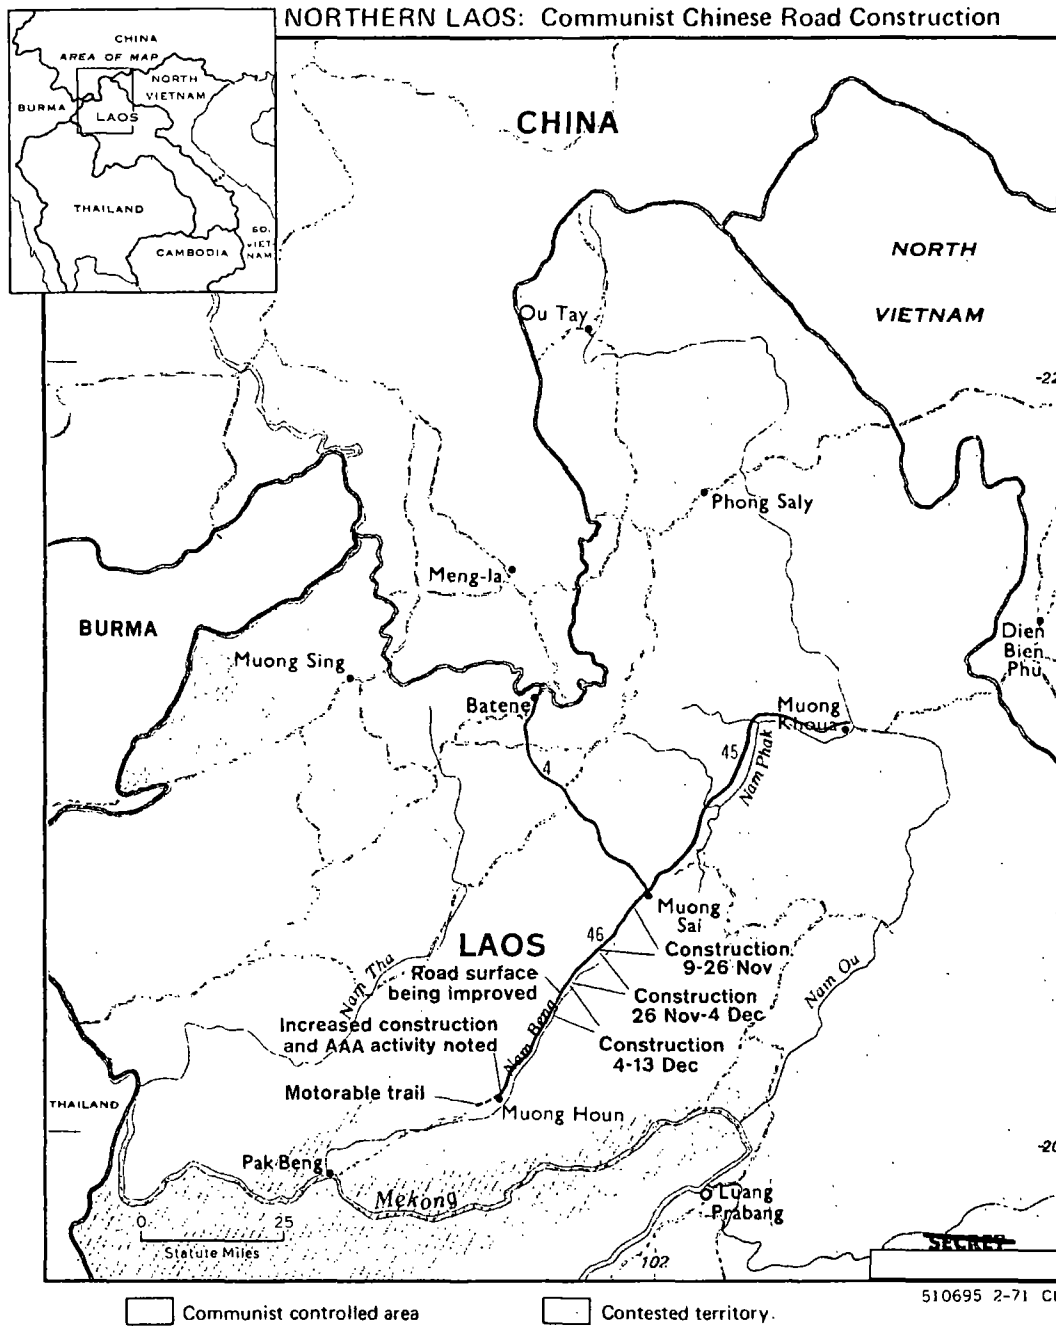 NORTHERN LAOS: Communist Chinese Road Construction
CHINA
AREA OF MAP
NORTH
VIETNAM
BURMA
LAOS
THAILAND
SO.
VIET
NAM
CAMBODIA
CHINA
NORTH
VIETNAM
Ou Tay
-22
Phong Saly
Meng-la
BURMA
Dien
Bien
Phu
Muong Sing
Batene
Muong
Khoua
45
Nam Phak
4
Muong
Sai
46
LAOS
Construction
9-26 Nov
Nam Tha
Road surface
being improved
Nam Ou
Construction
26 Nov-4 Dec
Nam Beng
Increased construction
and AAA activity noted
Construction
4-13 Dec
Motorable trail
THAILAND
Muong Houn
-20
Pak Beng
Mekong
Luang
Prabang
0 25
Statute Miles
102
SECRET
510695 2-71
Communist controlled area
Contested territory.